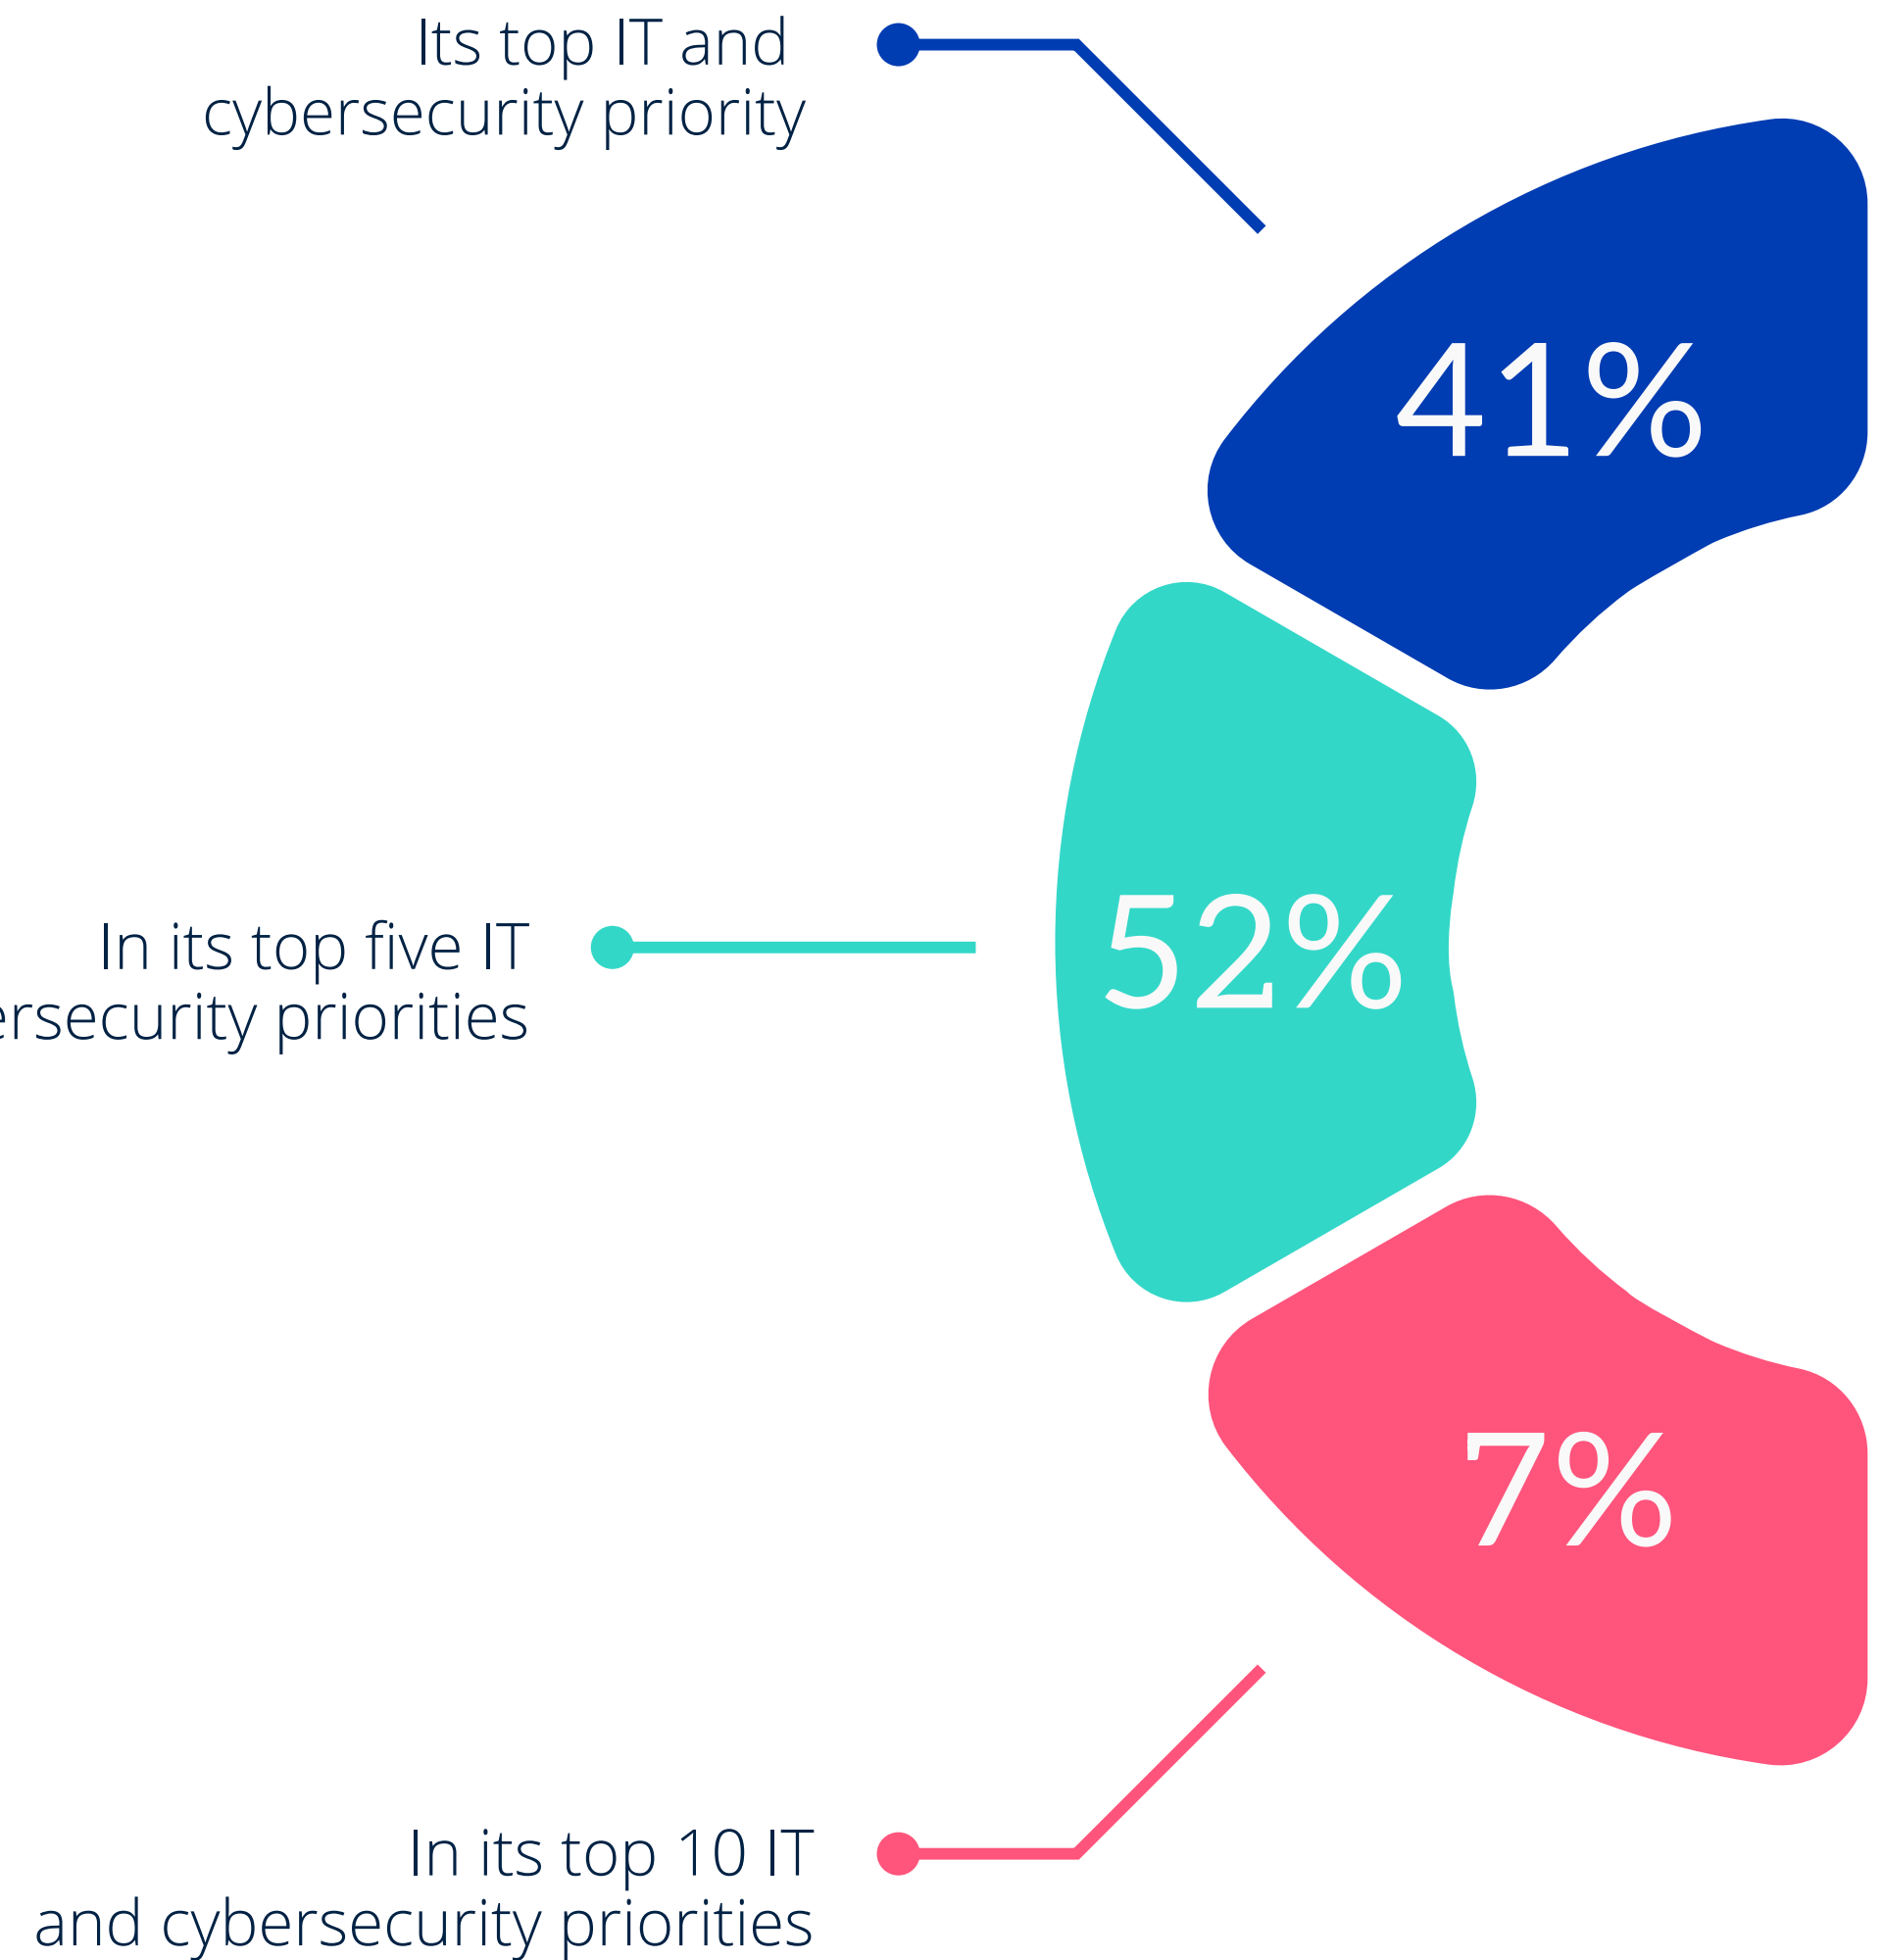 Its top IT and
cybersecurity priority
41%
In its top five IT
priorities
52%
7%
In its top 10 IT
and cybersecurity priorities